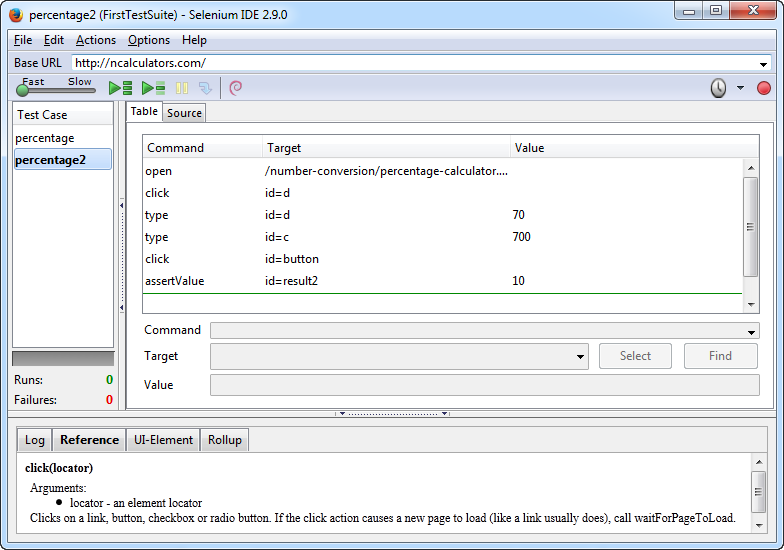 percentage2 (FirstTestSuite) - Selenium IDE 2.9.0
File Edit Actions Options Help
Base URL http://ncalculators.com/
Fast Slow
Test Case
percentage
percentage2
Runs: 0
Failures: 0
Table Source
Command Target Value
open /number-conversion/percentage-calculator....
click id=d
type id=d 70
type id=c 700
click id=button
assertValue id=result2 10
Command
Target Select Find
Value
Log Reference UI-Element Rollup
click(locator)
Arguments:
• locator - an element locator
Clicks on a link, button, checkbox or radio button. If the click action causes a new page to load (like a link usually does), call waitForPageToLoad.